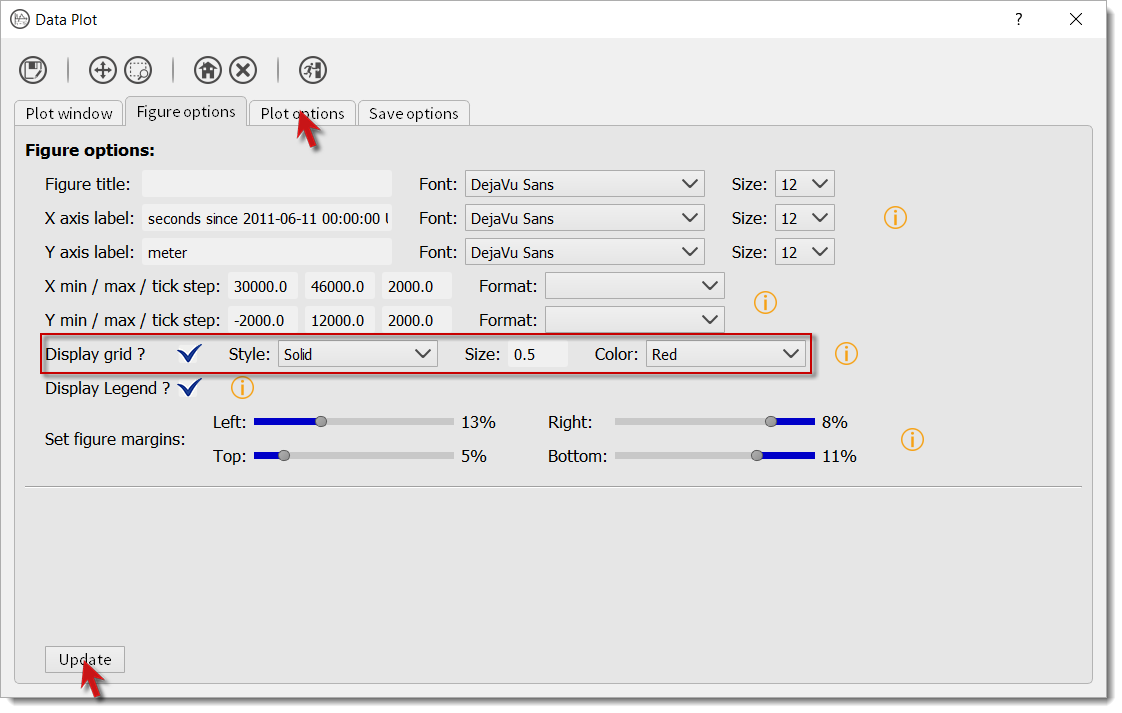 Data Plot ?
Plot window Figure options Plot options Save options
Figure options:
Figure title: Font: DejaVu Sans Size: 12
X axis label: seconds since 2011-06-11 00:00:00 Font: DejaVu Sans Size: 12
Y axis label: meter Font: DejaVu Sans Size: 12
X min / max / tick step: 30000.0 46000.0 2000.0 Format:
Y min / max / tick step: -2000.0 12000.0 2000.0 Format:
Display grid ? Style: Solid Size: 0.5 Color: Red
Display Legend ?
Left: 13% Right: 8%
Set figure margins:
Top: 5% Bottom: 11%
Update